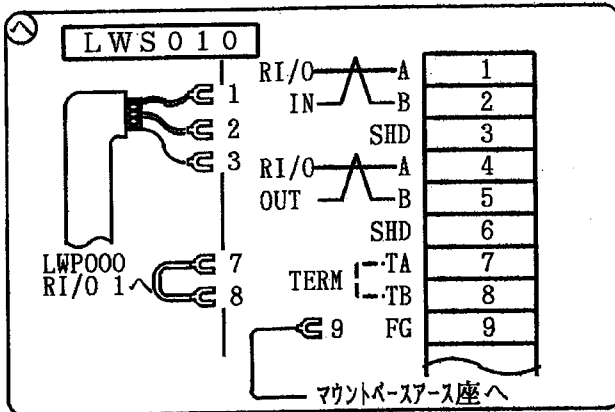 ヘ
LWS010
RI/O A 1
1
IN B 2
2
SHD 3
3
RI/O A 4
OUT B 5
SHD 6
LWP000
RI/O 1
7
TERM TA 7
8
TB 8
9 FG 9
マウントベースアース座へ